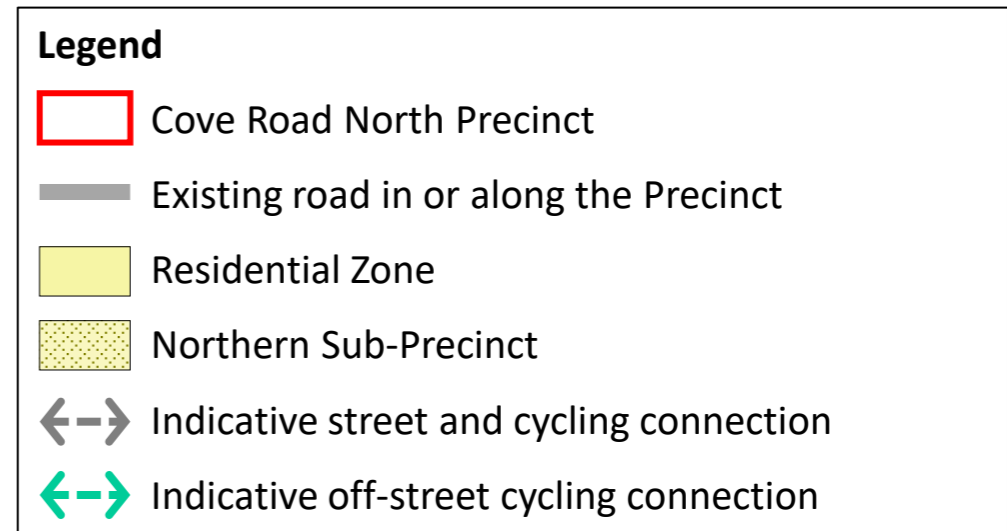 Legend
Cove Road North Precinct
Existing road in or along the Precinct
Residential Zone
Northern Sub-Precinct
Indicative street and cycling connection
Indicative off-street cycling connection